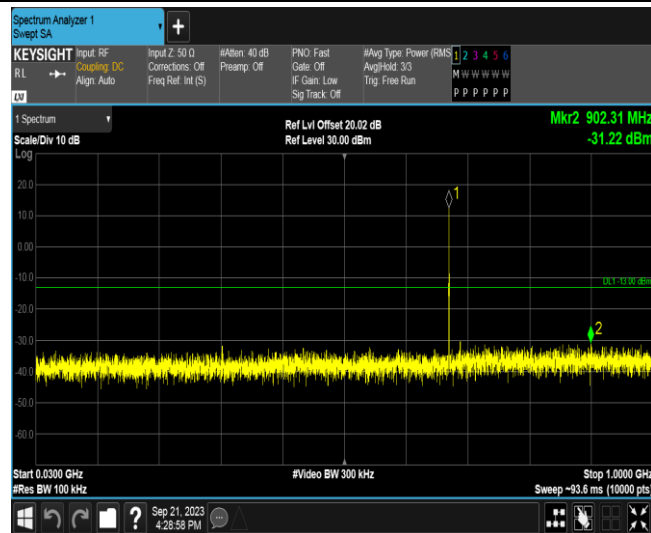 Spectrum Analyzer 1
Swept SA
+
KEYSIGHT
RL
LXI
Input: RF
Coupling: DC
Align: Auto
Input Z: 50 Ω
Corrections: Off
Freq Ref: Int (S)
#Atten: 40 dB
Preamp: Off
PNO: Fast
Gate: Off
IF Gain: Low
Sig Track: Off
#Avg Type: Power (RMS
Avg|Hold: 3/3
Trig: Free Run
1 2 3 4 5 6
M W W W W W
P P P P P P
1 Spectrum
Scale/Div 10 dB
Log
Ref Lvl Offset 20.02 dB
Ref Level 30.00 dBm
Mkr2 902.31 MHz
-31.22 dBm
20.0
10.0
0.00
-10.0
-20.0
-30.0
-40.0
-50.0
-60.0
1
DL1 -13.00 dBm
2
Start 0.0300 GHz
#Res BW 100 kHz
#Video BW 300 kHz
Stop 1.0000 GHz
Sweep ~93.6 ms (10000 pts)
?
Sep 21, 2023
4:28:58 PM